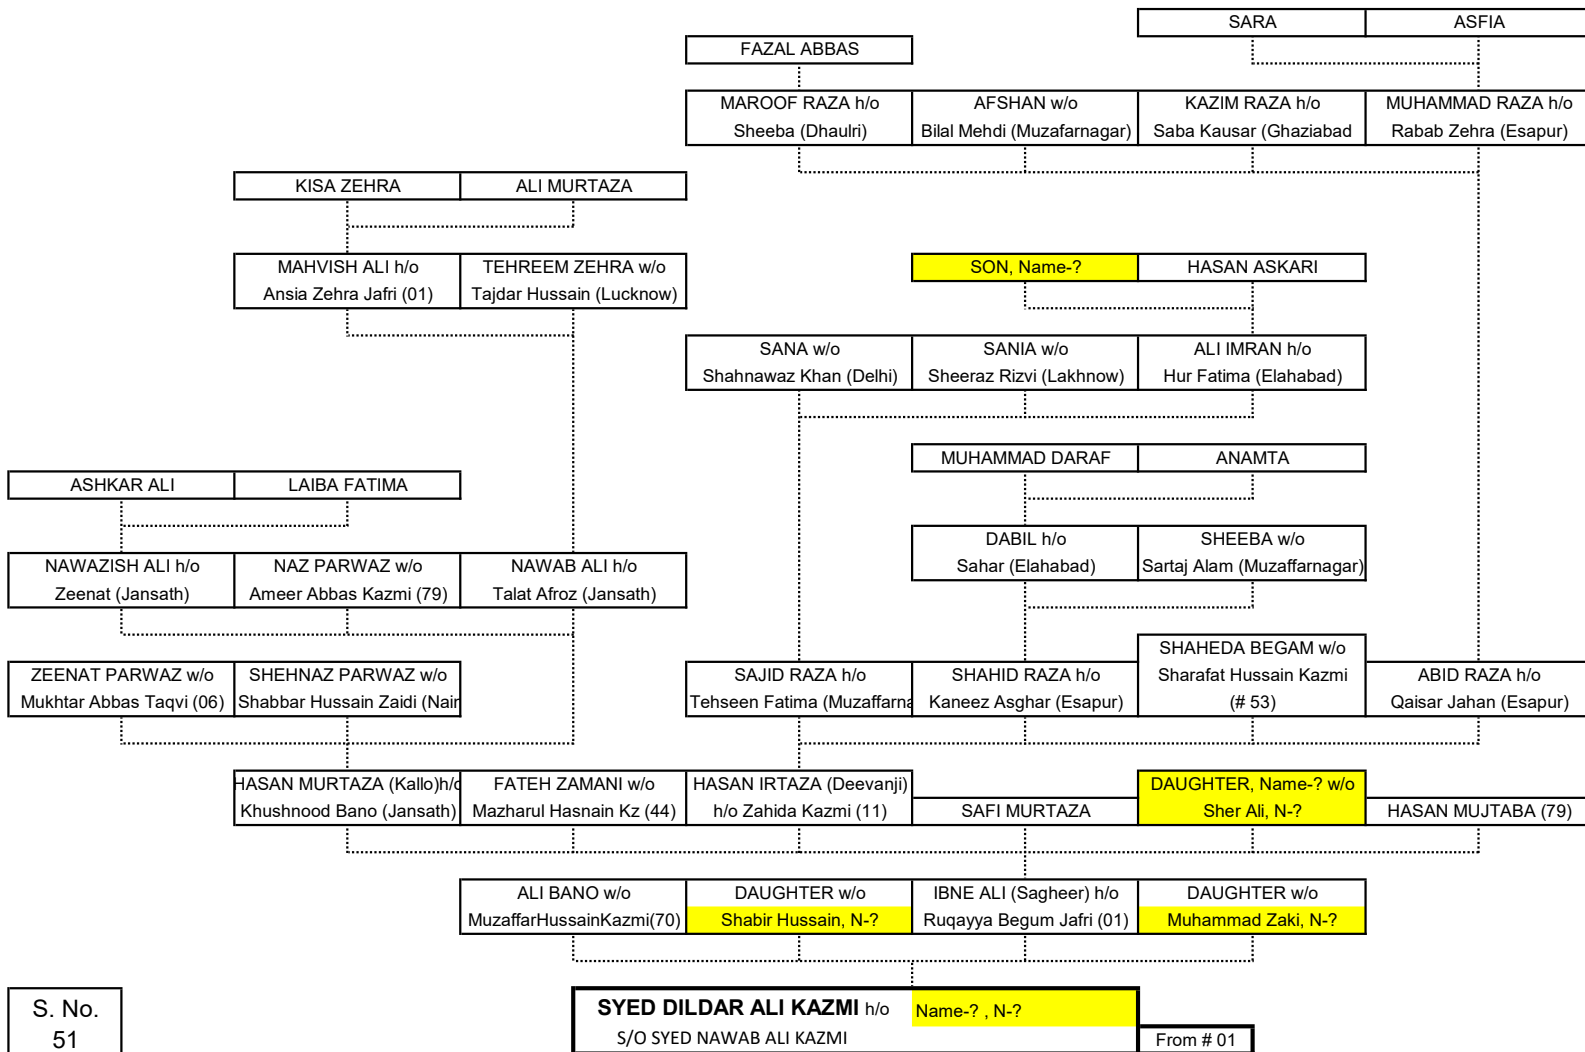 SARA
ASFIA
FAZAL ABBAS
MAROOF RAZA h/o
Sheeba (Dhaulri)
AFSHAN w/o
Bilal Mehdi (Muzafarnagar)
KAZIM RAZA h/o
Saba Kausar (Ghaziabad
MUHAMMAD RAZA h/o
Rabab Zehra (Esapur)
KISA ZEHRA
ALI MURTAZA
MAHVISH ALI h/o
Ansia Zehra Jafri (01)
TEHREEM ZEHRA w/o
Tajdar Hussain (Lucknow)
SON, Name-?
HASAN ASKARI
SANA w/o
Shahnawaz Khan (Delhi)
SANIA w/o
Sheeraz Rizvi (Lakhnow)
ALI IMRAN h/o
Hur Fatima (Elahabad)
MUHAMMAD DARAF
ANAMTA
ASHKAR ALI
LAIBA FATIMA
DABIL h/o
Sahar (Elahabad)
SHEEBA w/o
Sartaj Alam (Muzaffarnagar)
NAWAZISH ALI h/o
Zeenat (Jansath)
NAZ PARWAZ w/o
Ameer Abbas Kazmi (79)
NAWAB ALI h/o
Talat Afroz (Jansath)
ZEENAT PARWAZ w/o
Mukhtar Abbas Taqvi (06)
SHEHNAZ PARWAZ w/o
Shabbar Hussain Zaidi (Nair
SAJID RAZA h/o
Tehseen Fatima (Muzaffarna
SHAHID RAZA h/o
Kaneez Asghar (Esapur)
SHAHEDA BEGAM w/o
Sharafat Hussain Kazmi
(# 53)
ABID RAZA h/o
Qaisar Jahan (Esapur)
HASAN MURTAZA (Kallo)h/o
Khushnood Bano (Jansath)
FATEH ZAMANI w/o
Mazharul Hasnain Kz (44)
HASAN IRTAZA (Deevanji)
h/o Zahida Kazmi (11)
SAFI MURTAZA
DAUGHTER, Name-? w/o
Sher Ali, N-?
HASAN MUJTABA (79)
ALI BANO w/o
MuzaffarHussainKazmi(70)
DAUGHTER w/o
Shabir Hussain, N-?
IBNE ALI (Sagheer) h/o
Ruqayya Begum Jafri (01)
DAUGHTER w/o
Muhammad Zaki, N-?
S. No.
51
SYED DILDAR ALI KAZMI h/o Name-? , N-?
S/O SYED NAWAB ALI KAZMI
From # 01